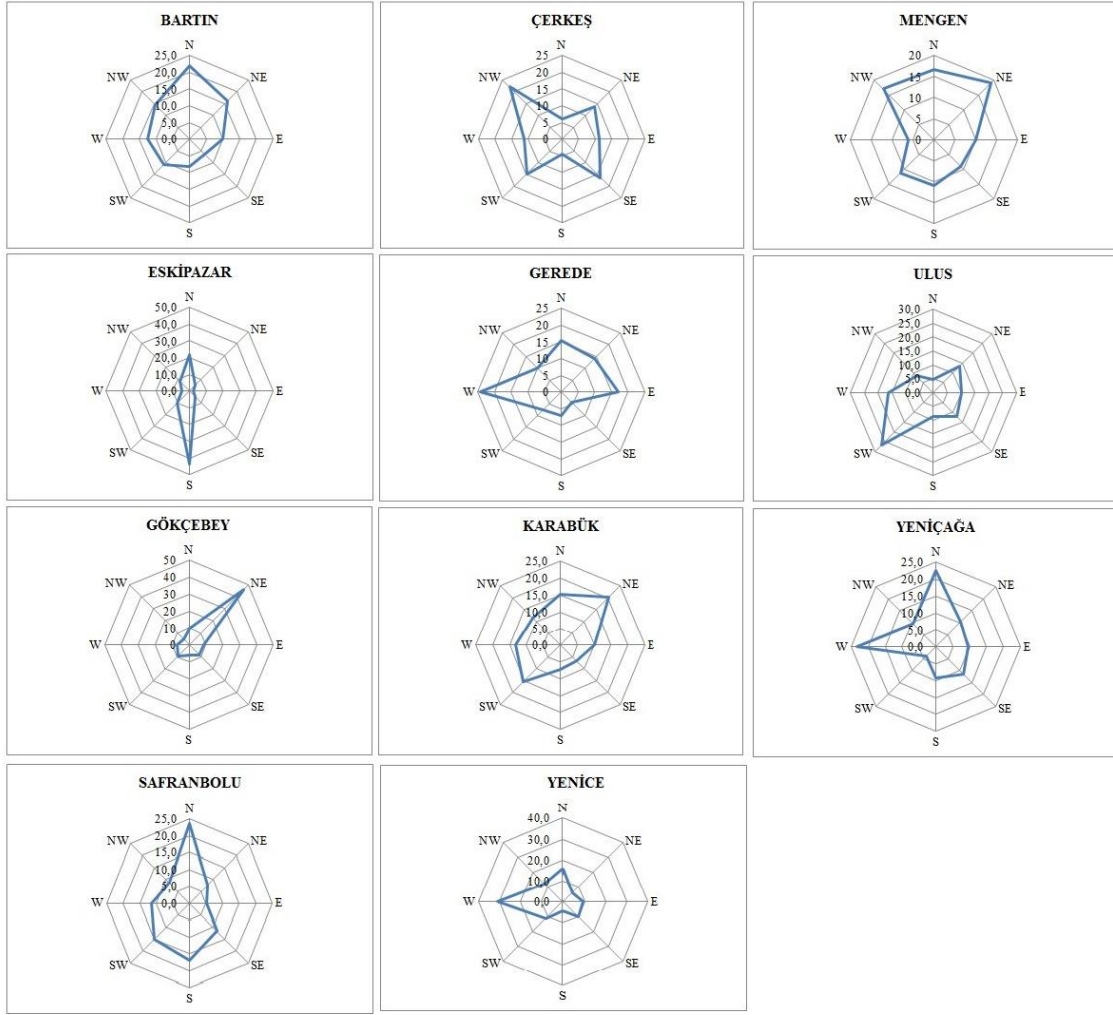 BARTIN
N
25,0
NW
20,0
NE
15,0
10,0
5,0
W
0,0
E
SW
SE
S
ÇERKEŞ
N
25
NW
20
NE
15
10
5
W
0
E
SW
SE
S
MENGEN
N
20
NW
15
NE
10
5
W
0
E
SW
SE
S
ESKİPAZAR
N
50,0
NW
40,0
NE
30,0
20,0
10,0
W
0,0
E
SW
SE
S
GEREDE
N
25
NW
20
NE
15
10
5
W
0
E
SW
SE
S
ULUS
N
30,0
NW
25,0
NE
20,0
15,0
10,0
5,0
W
0,0
E
SW
SE
S
GÖKÇEBEY
N
50
NW
40
NE
30
20
10
W
0
E
SW
SE
S
KARABÜK
N
25,0
NW
20,0
NE
15,0
10,0
5,0
W
0,0
E
SW
SE
S
YENİÇAĞA
N
25,0
NW
20,0
NE
15,0
10,0
5,0
W
0,0
E
SW
SE
S
SAFRANBOLU
N
25,0
NW
20,0
NE
15,0
10,0
5,0
W
0,0
E
SW
SE
S
YENİCE
N
40,0
NW
30,0
NE
20,0
10,0
W
0,0
E
SW
SE
S